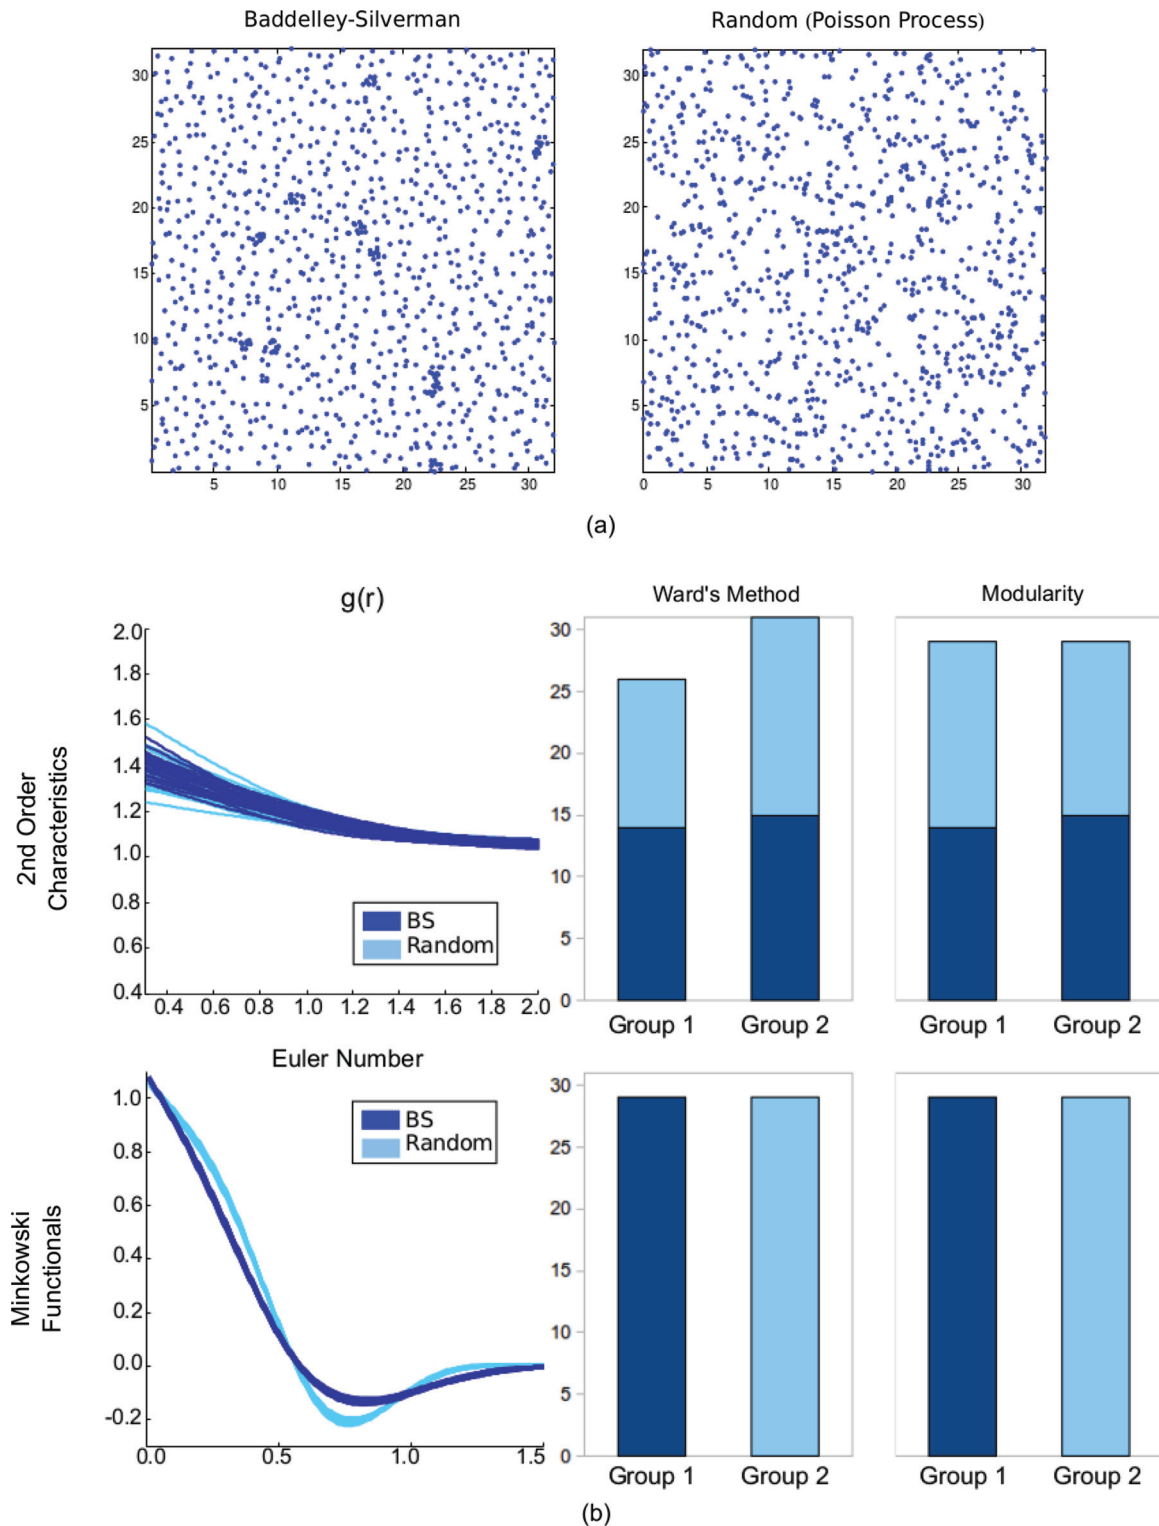 Baddelley-Silverman
Random (Poisson Process)
30
25
20
15
10
5
5 10 15 20 25 30
30
25
20
15
10
5
0 5 10 15 20 25 30
(a)
2nd Order
Characteristics
g(r)
2.0
1.8
1.6
1.4
1.2
1.0
0.8
0.6
0.4
0.4 0.6 0.8 1.0 1.2 1.4 1.6 1.8 2.0
BS
Random
Ward's Method
30
25
20
15
10
5
0
Group 1 Group 2
Modularity
Group 1 Group 2
Minkowski
Functionals
Euler Number
1.0
0.8
0.6
0.4
0.2
0.0
-0.2
0.0 0.5 1.0 1.5
BS
Random
30
25
20
15
10
5
0
Group 1 Group 2
Group 1 Group 2
(b)